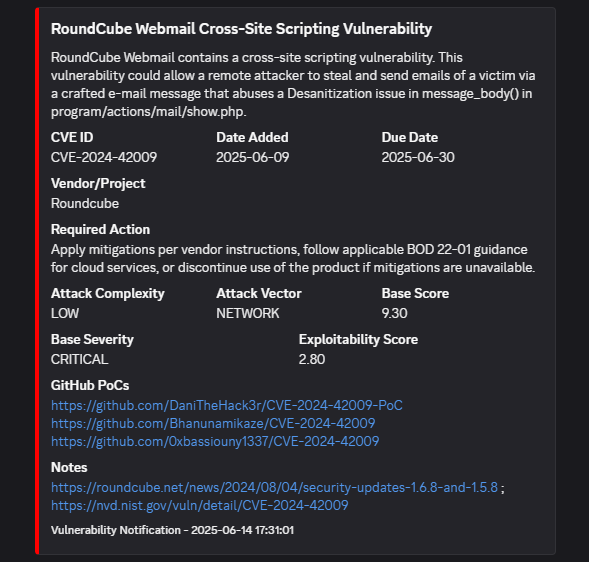 RoundCube Webmail Cross-Site Scripting Vulnerability
RoundCube Webmail contains a cross-site scripting vulnerability. This
vulnerability could allow a remote attacker to steal and send emails of a victim via
a crafted e-mail message that abuses a Desanitization issue in message_body() in
program/actions/mail/show.php.
CVE ID Date Added Due Date
CVE-2024-42009 2025-06-09 2025-06-30
Vendor/Project
Roundcube
Required Action
Apply mitigations per vendor instructions, follow applicable BOD 22-01 guidance
for cloud services, or discontinue use of the product if mitigations are unavailable.
Attack Complexity Attack Vector Base Score
LOW NETWORK 9.30
Base Severity Exploitability Score
CRITICAL 2.80
GitHub PoCs
https://github.com/DaniTheHack3r/CVE-2024-42009-PoC
https://github.com/Bhanunamikaze/CVE-2024-42009
https://github.com/0xbassiouny1337/CVE-2024-42009
Notes
https://roundcube.net/news/2024/08/04/security-updates-1.6.8-and-1.5.8 ;
https://nvd.nist.gov/vuln/detail/CVE-2024-42009
Vulnerability Notification - 2025-06-14 17:31:01